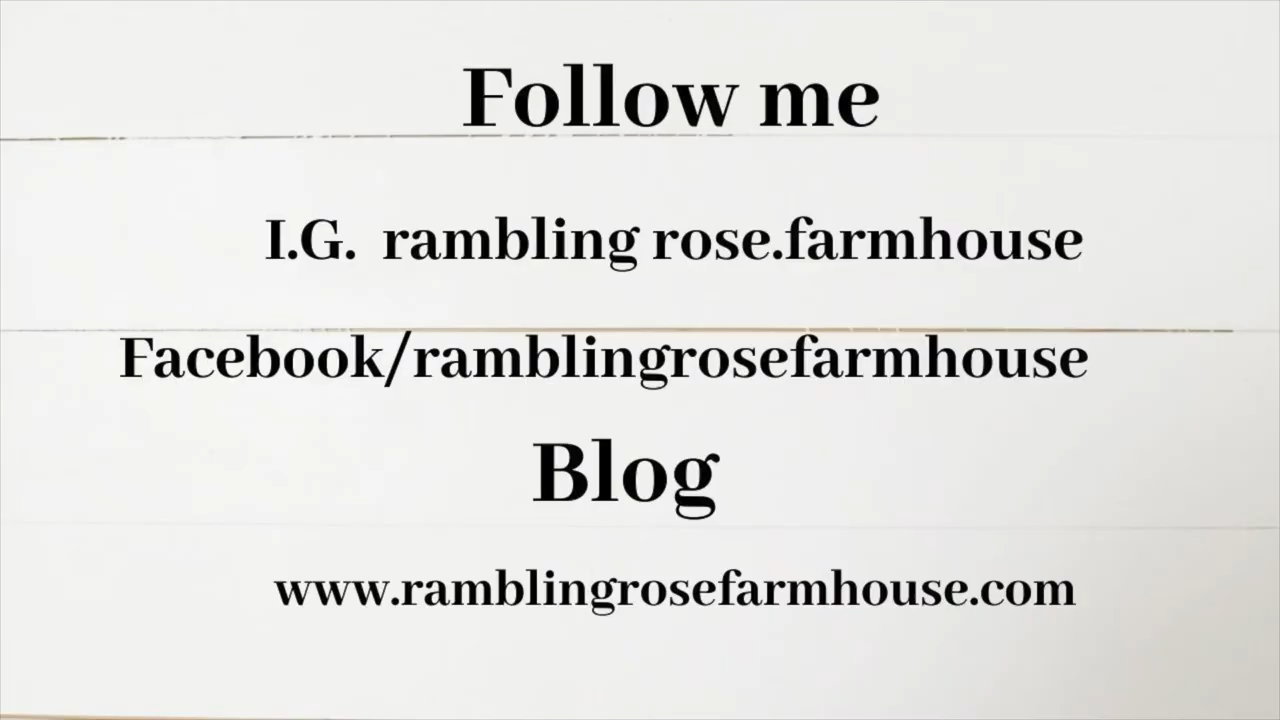 Follow me
I.G. rambling rose.farmhouse
Facebook/ramblingrosefarmhouse
Blog
www.ramblingrosefarmhouse.com